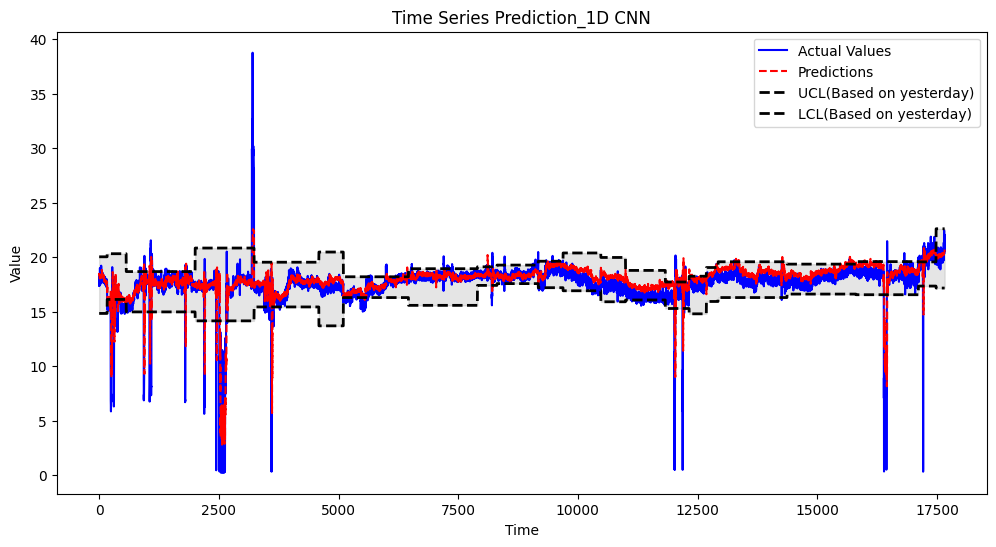 Time Series Prediction_1D CNN
Actual Values
Predictions
UCL(Based on yesterday)
LCL(Based on yesterday)
Value
40
35
30
25
20
15
10
5
0
0 2500 5000 7500 10000 12500 15000 17500
Time